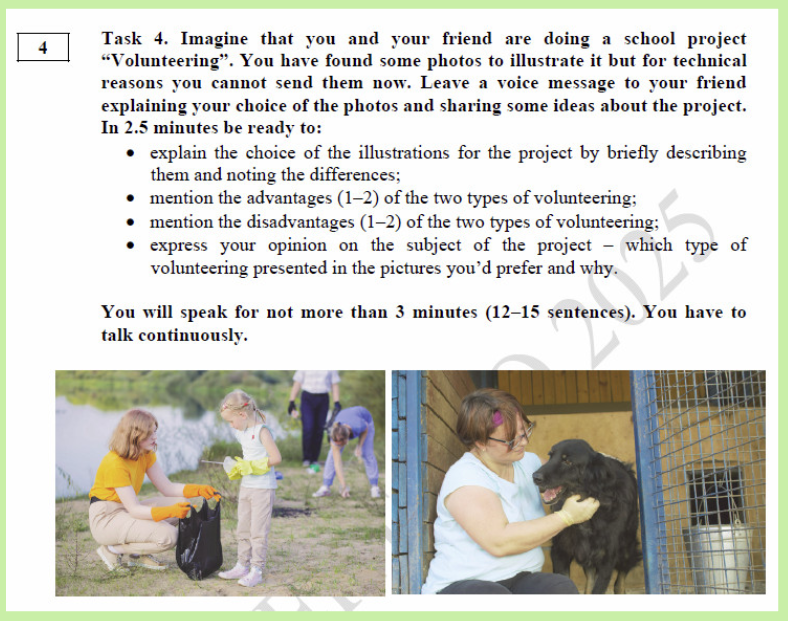 4
Task 4. Imagine that you and your friend are doing a school project
“Volunteering”. You have found some photos to illustrate it but for technical
reasons you cannot send them now. Leave a voice message to your friend
explaining your choice of the photos and sharing some ideas about the project.
In 2.5 minutes be ready to:
• explain the choice of the illustrations for the project by briefly describing
them and noting the differences;
• mention the advantages (1–2) of the two types of volunteering;
• mention the disadvantages (1–2) of the two types of volunteering;
• express your opinion on the subject of the project – which type of
volunteering presented in the pictures you’d prefer and why.
You will speak for not more than 3 minutes (12–15 sentences). You have to
talk continuously.
2025